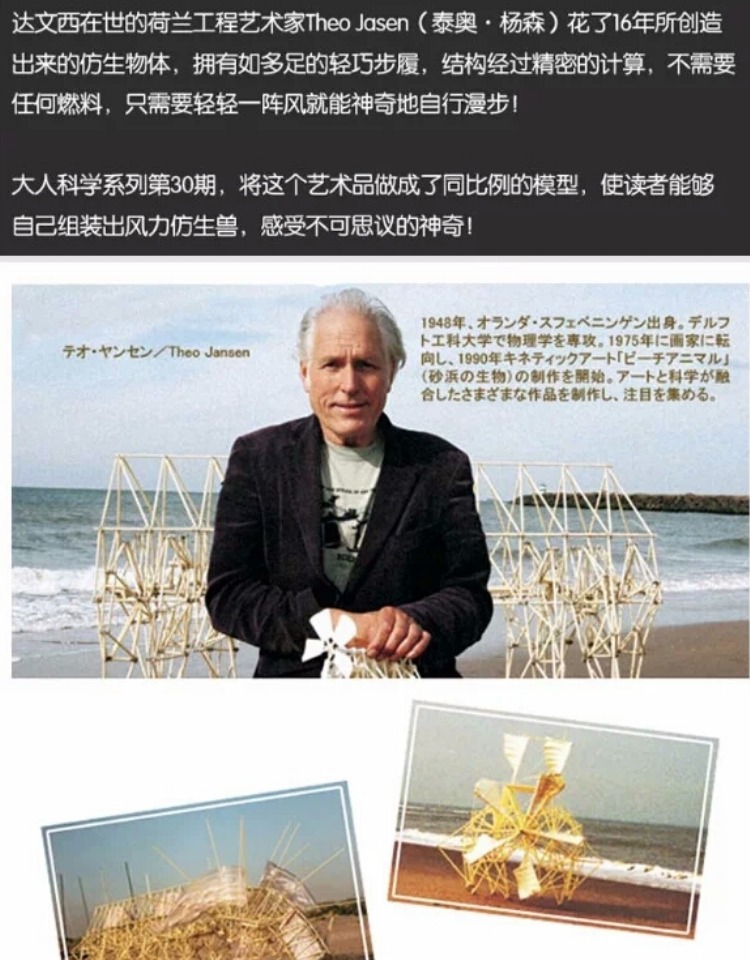 达文西在世的荷兰工程艺术家Theo Jasen（泰奥·杨森）花了16年所创造
出来的仿生物体，拥有如多足的轻巧步履，结构经过精密的计算，不需要
任何燃料，只需要轻轻一阵风就能神奇地自行漫步！
大人科学系列第30期，将这个艺术品做成了同比例的模型，使读者能够
自己组装出风力仿生兽，感受不可思议的神奇！
テオ・ヤンセン／Theo Jansen
1948年、オランダ・スフェベニンゲン出身。デルフ
ト工科大学で物理学を専攻。1975年に画家に転
向し、1990年キネティックアート「ビーチアニマル」
（砂浜の生物）の制作を開始。アートと科学が融
合したさまざまな作品を制作し、注目を集める。